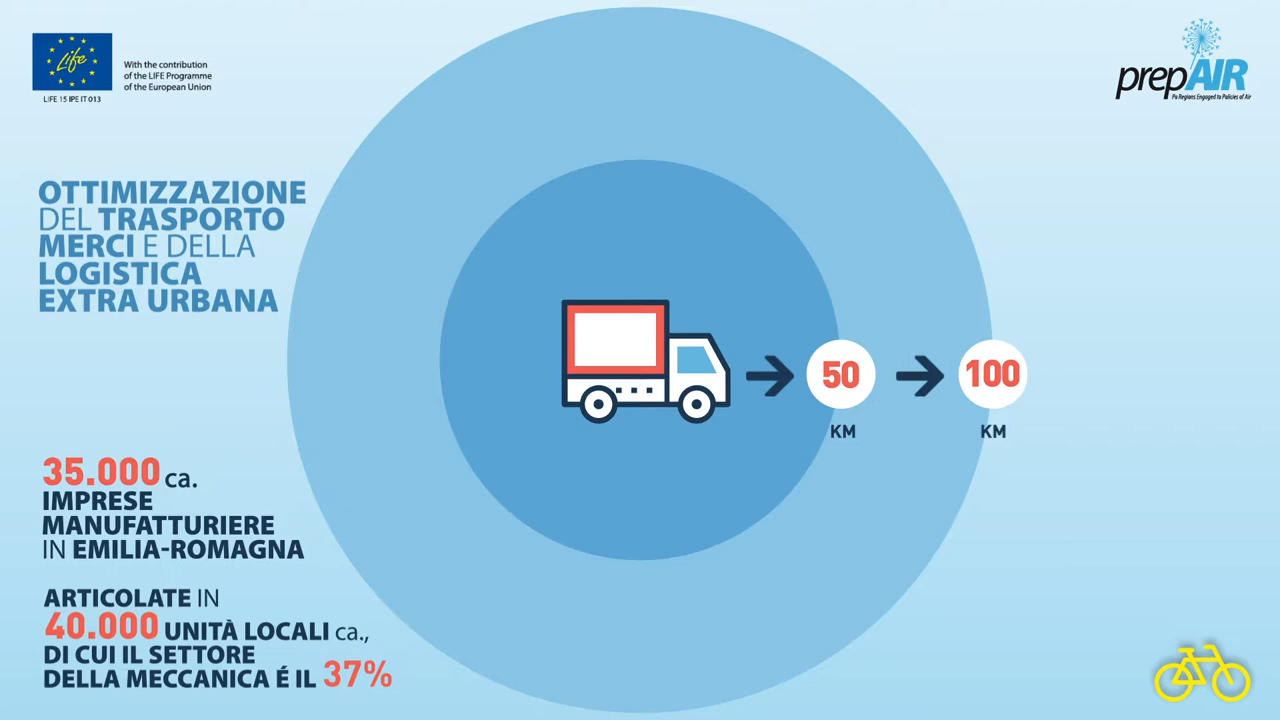 Life
LIFE 15 IPE IT 013
With the contribution
of the LIFE Programme
of the European Union
prepAIR
Po Regions Engaged to Policies of Air
OTTIMIZZAZIONE
DEL TRASPORTO
MERCI E DELLA
LOGISTICA
EXTRA URBANA
50
KM
100
KM
35.000 ca.
IMPRESE
MANUFATTURIERE
IN EMILIA-ROMAGNA
ARTICOLATE IN
40.000 UNITÀ LOCALI ca.,
DI CUI IL SETTORE
DELLA MECCANICA É IL 37%